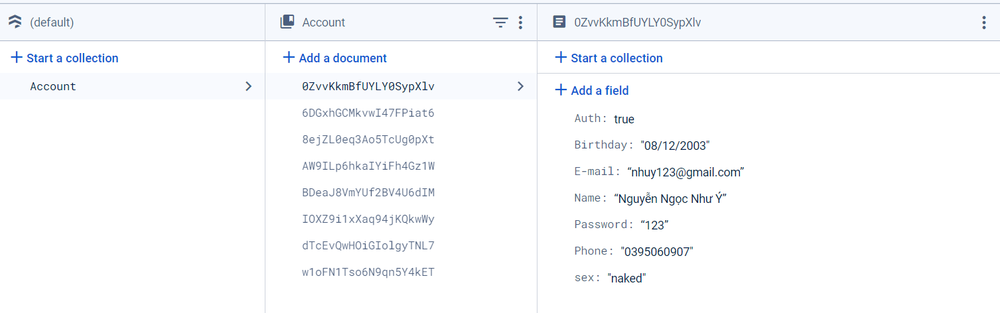 (default)
Start a collection
Account
Account
Add a document
0ZvvKkmBfUYLY0SypXlv
6DGxhGCMkvwI47FPiat6
8ejZL0eq3Ao5TcUg0pXt
AW9ILp6hkaIYiFh4Gz1W
BDeaJ8VmYUf2BV4U6dIM
IOXZ9i1xXaq94jKQkwWy
dTcEvQwHOiGIolgyTNL7
w1oFN1Tso6N9qn5Y4kET
0ZvvKkmBfUYLY0SypXlv
Start a collection
Add a field
Auth: true
Birthday: "08/12/2003"
E-mail: “nhuy123@gmail.com”
Name: “Nguyễn Ngọc Như Ý”
Password: “123”
Phone: "0395060907"
sex: "naked"